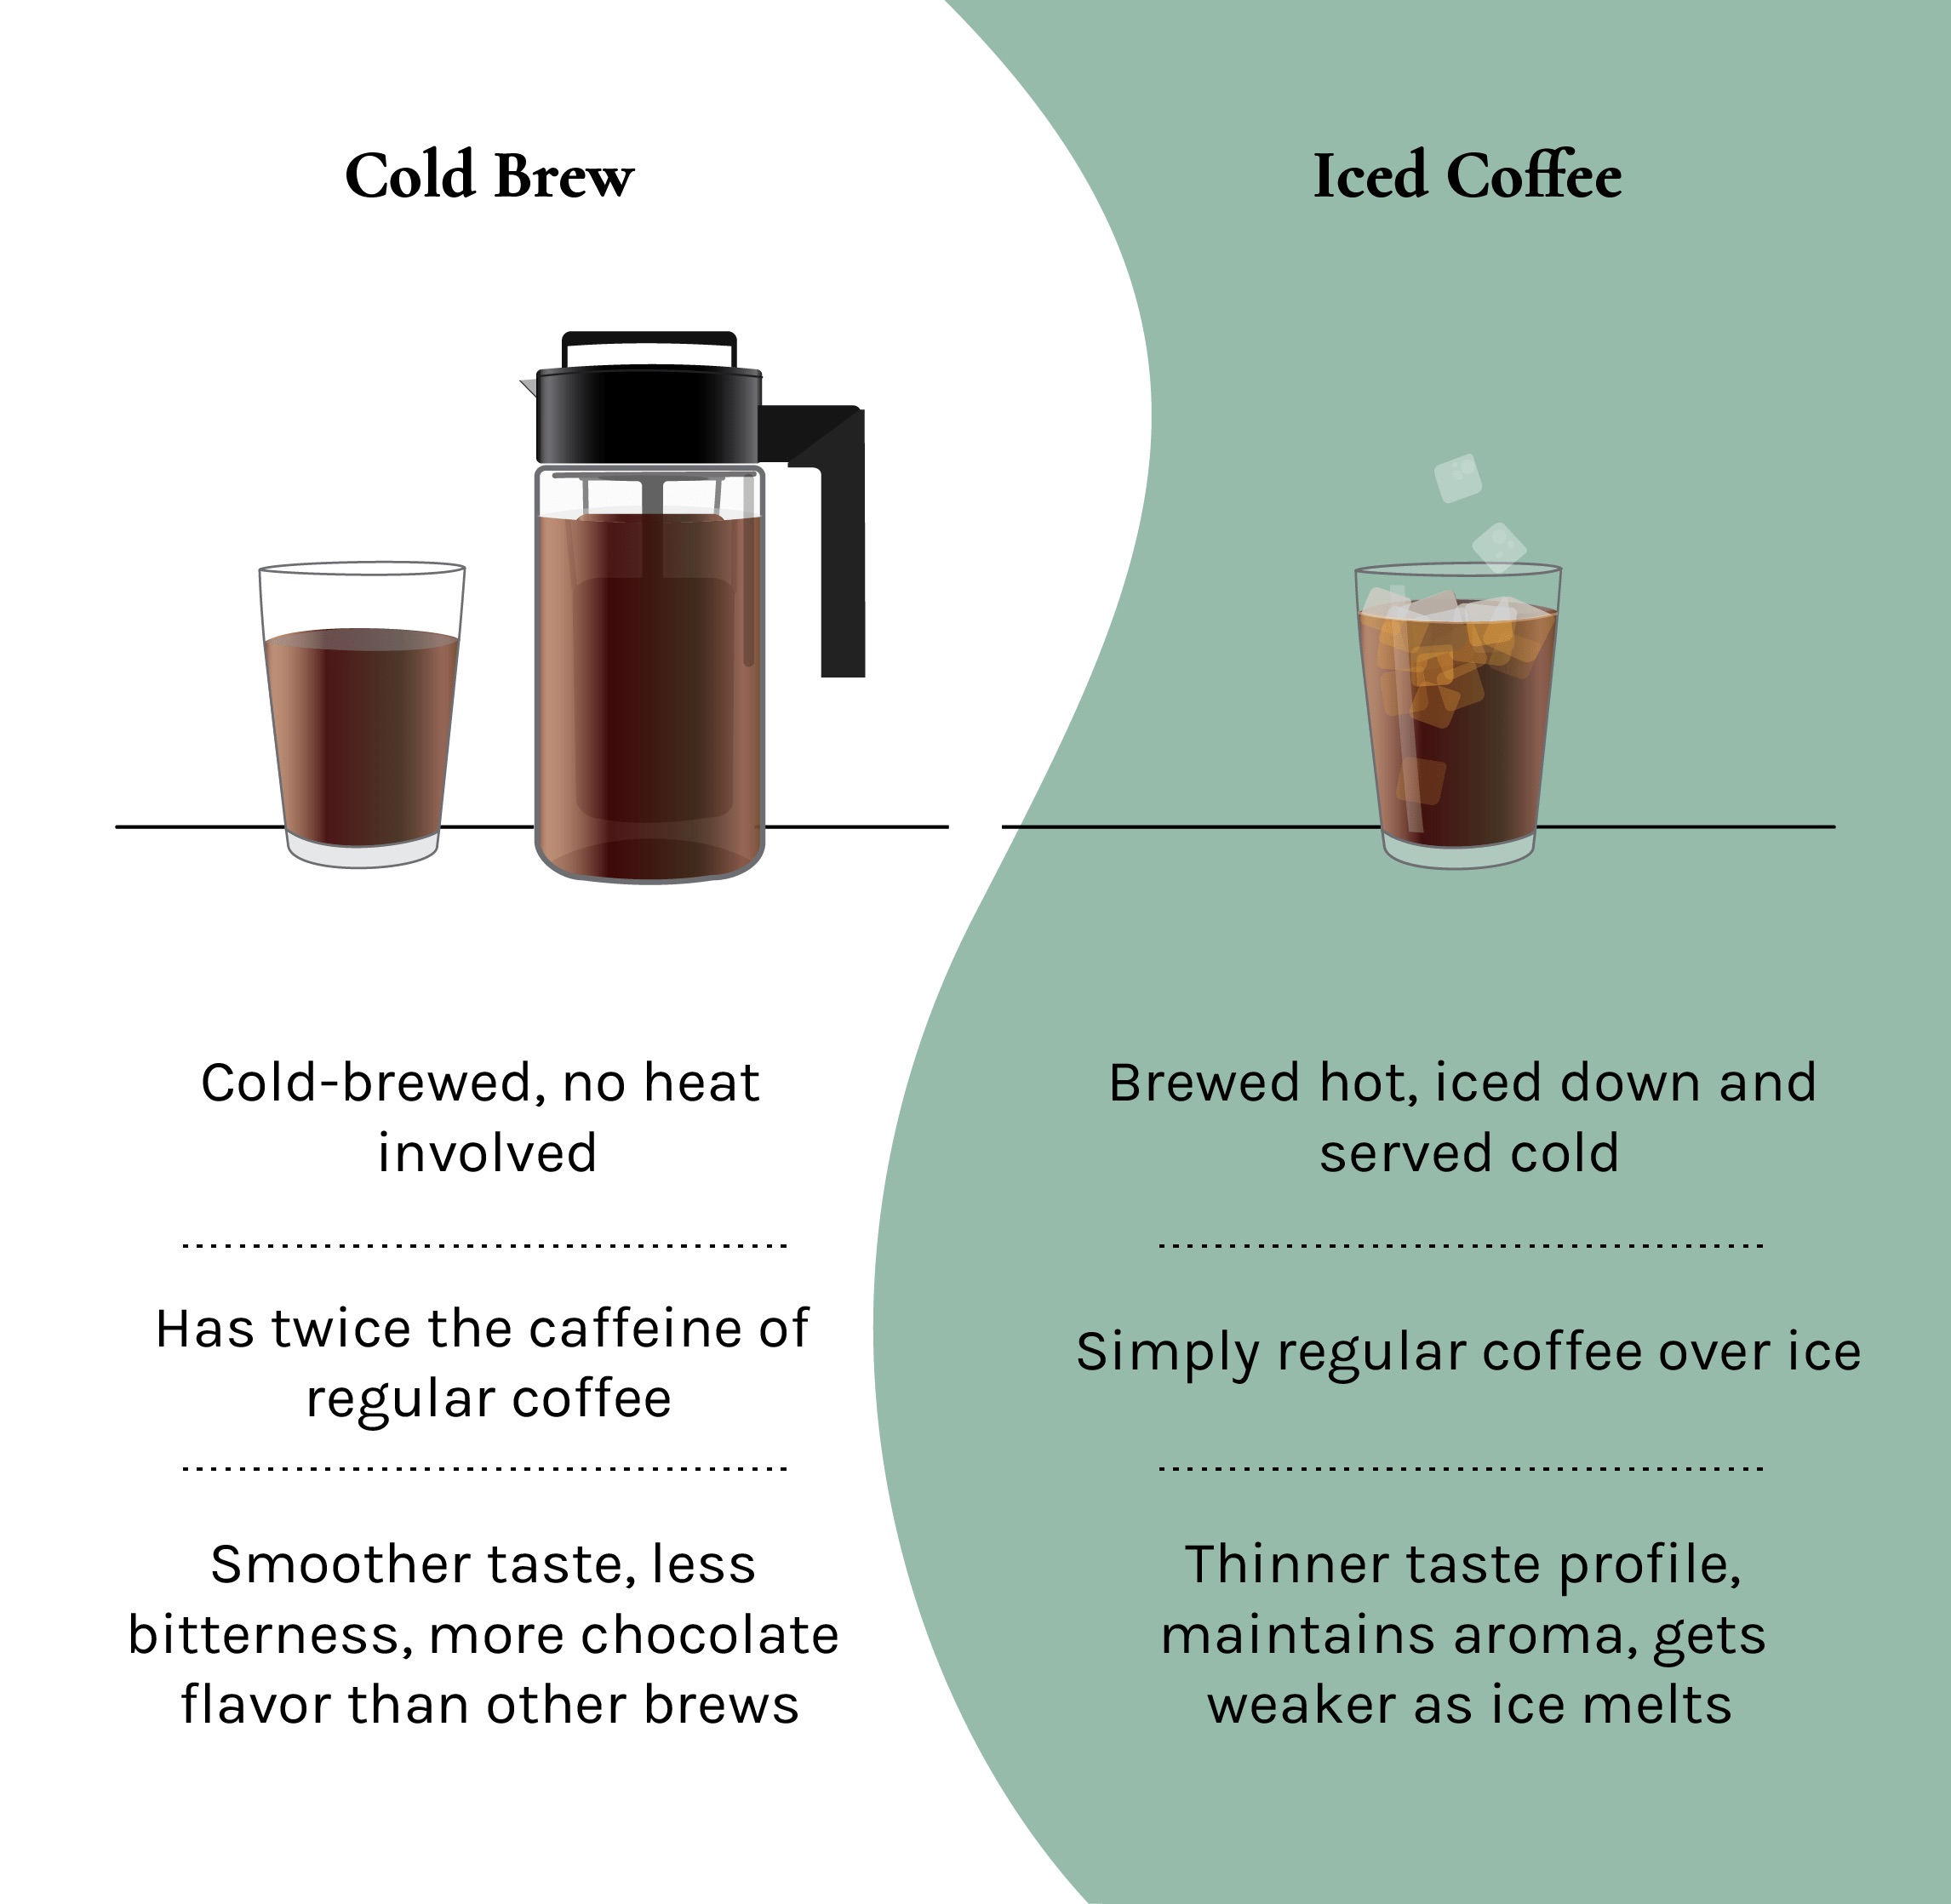 Cold Brew
Cold-brewed, no heat
involved
Has twice the caffeine of
regular coffee
Smoother taste, less
bitterness, more chocolate
flavor than other brews
Iced Coffee
Brewed hot, iced down and
served cold
Simply regular coffee over ice
Thinner taste profile,
maintains aroma, gets
weaker as ice melts